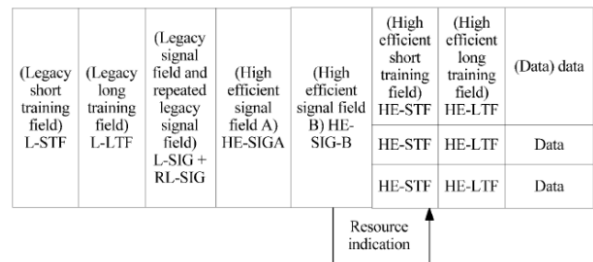 (Legacy
short
training
field)
L-STF
(Legacy
long
training
field)
L-LTF
(Legacy
signal
field and
repeated
legacy
signal
field)
L-SIG +
RL-SIG
(High
efficient
signal
field A)
HE-SIGA
(High
efficient
signal field
B) HE-
SIG-B
(High
efficient
short
training
field)
HE-STF
(High
efficient
long
training
field)
HE-LTF
(Data) data
HE-STF
HE-LTF
Data
HE-STF
HE-LTF
Data
Resource
indication